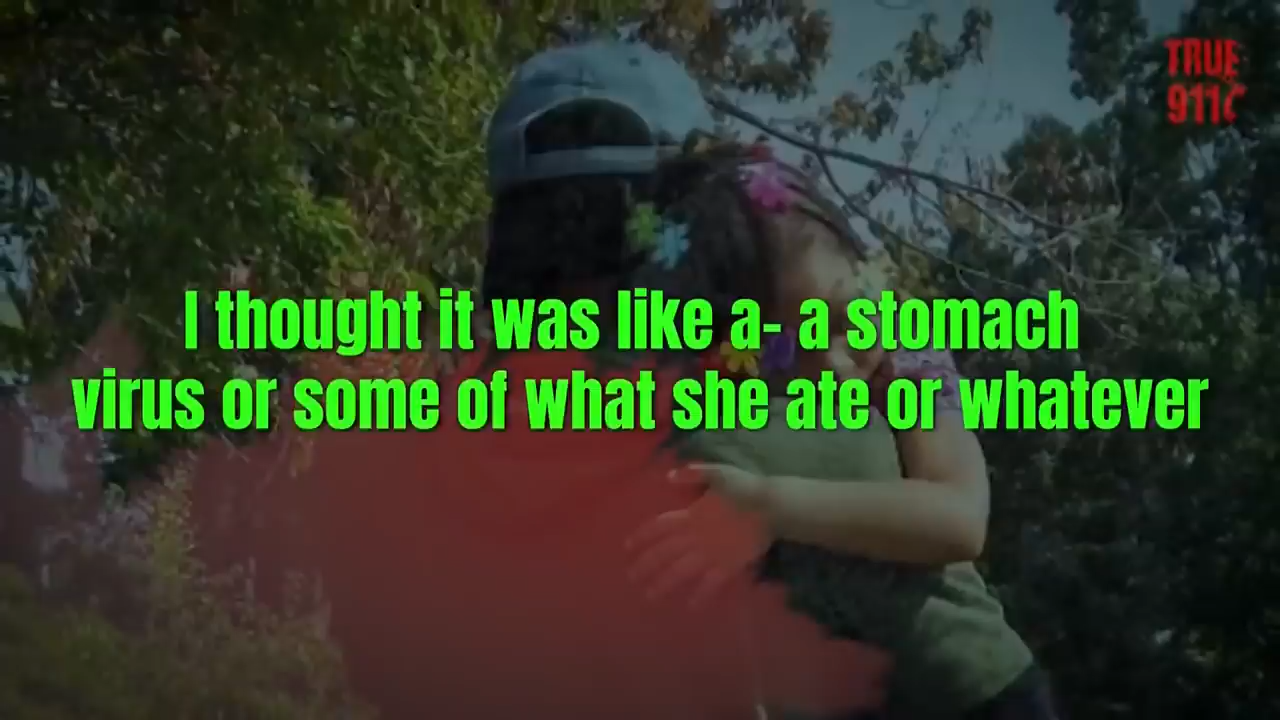 TRUE
911
I thought it was like a- a stomach
virus or some of what she ate or whatever